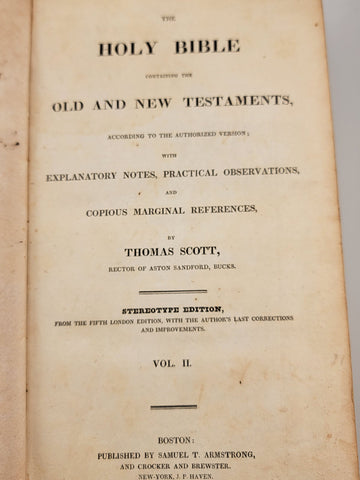 THE
HOLY BIBLE
CONTAINING THE
OLD AND NEW TESTAMENTS,
ACCORDING TO THE AUTHORIZED VERSION;
WITH
EXPLANATORY NOTES, PRACTICAL OBSERVATIONS,
AND
COPIOUS MARGINAL REFERENCES,
BY
THOMAS SCOTT,
RECTOR OF ASTON SANDFORD, BUCKS.
STEREOTYPE EDITION,
FROM THE FIFTH LONDON EDITION, WITH THE AUTHOR'S LAST CORRECTIONS
AND IMPROVEMENTS.
VOL. II.
BOSTON:
PUBLISHED BY SAMUEL T. ARMSTRONG,
AND CROCKER AND BREWSTER.
NEW-YORK, J. P. HAVEN.